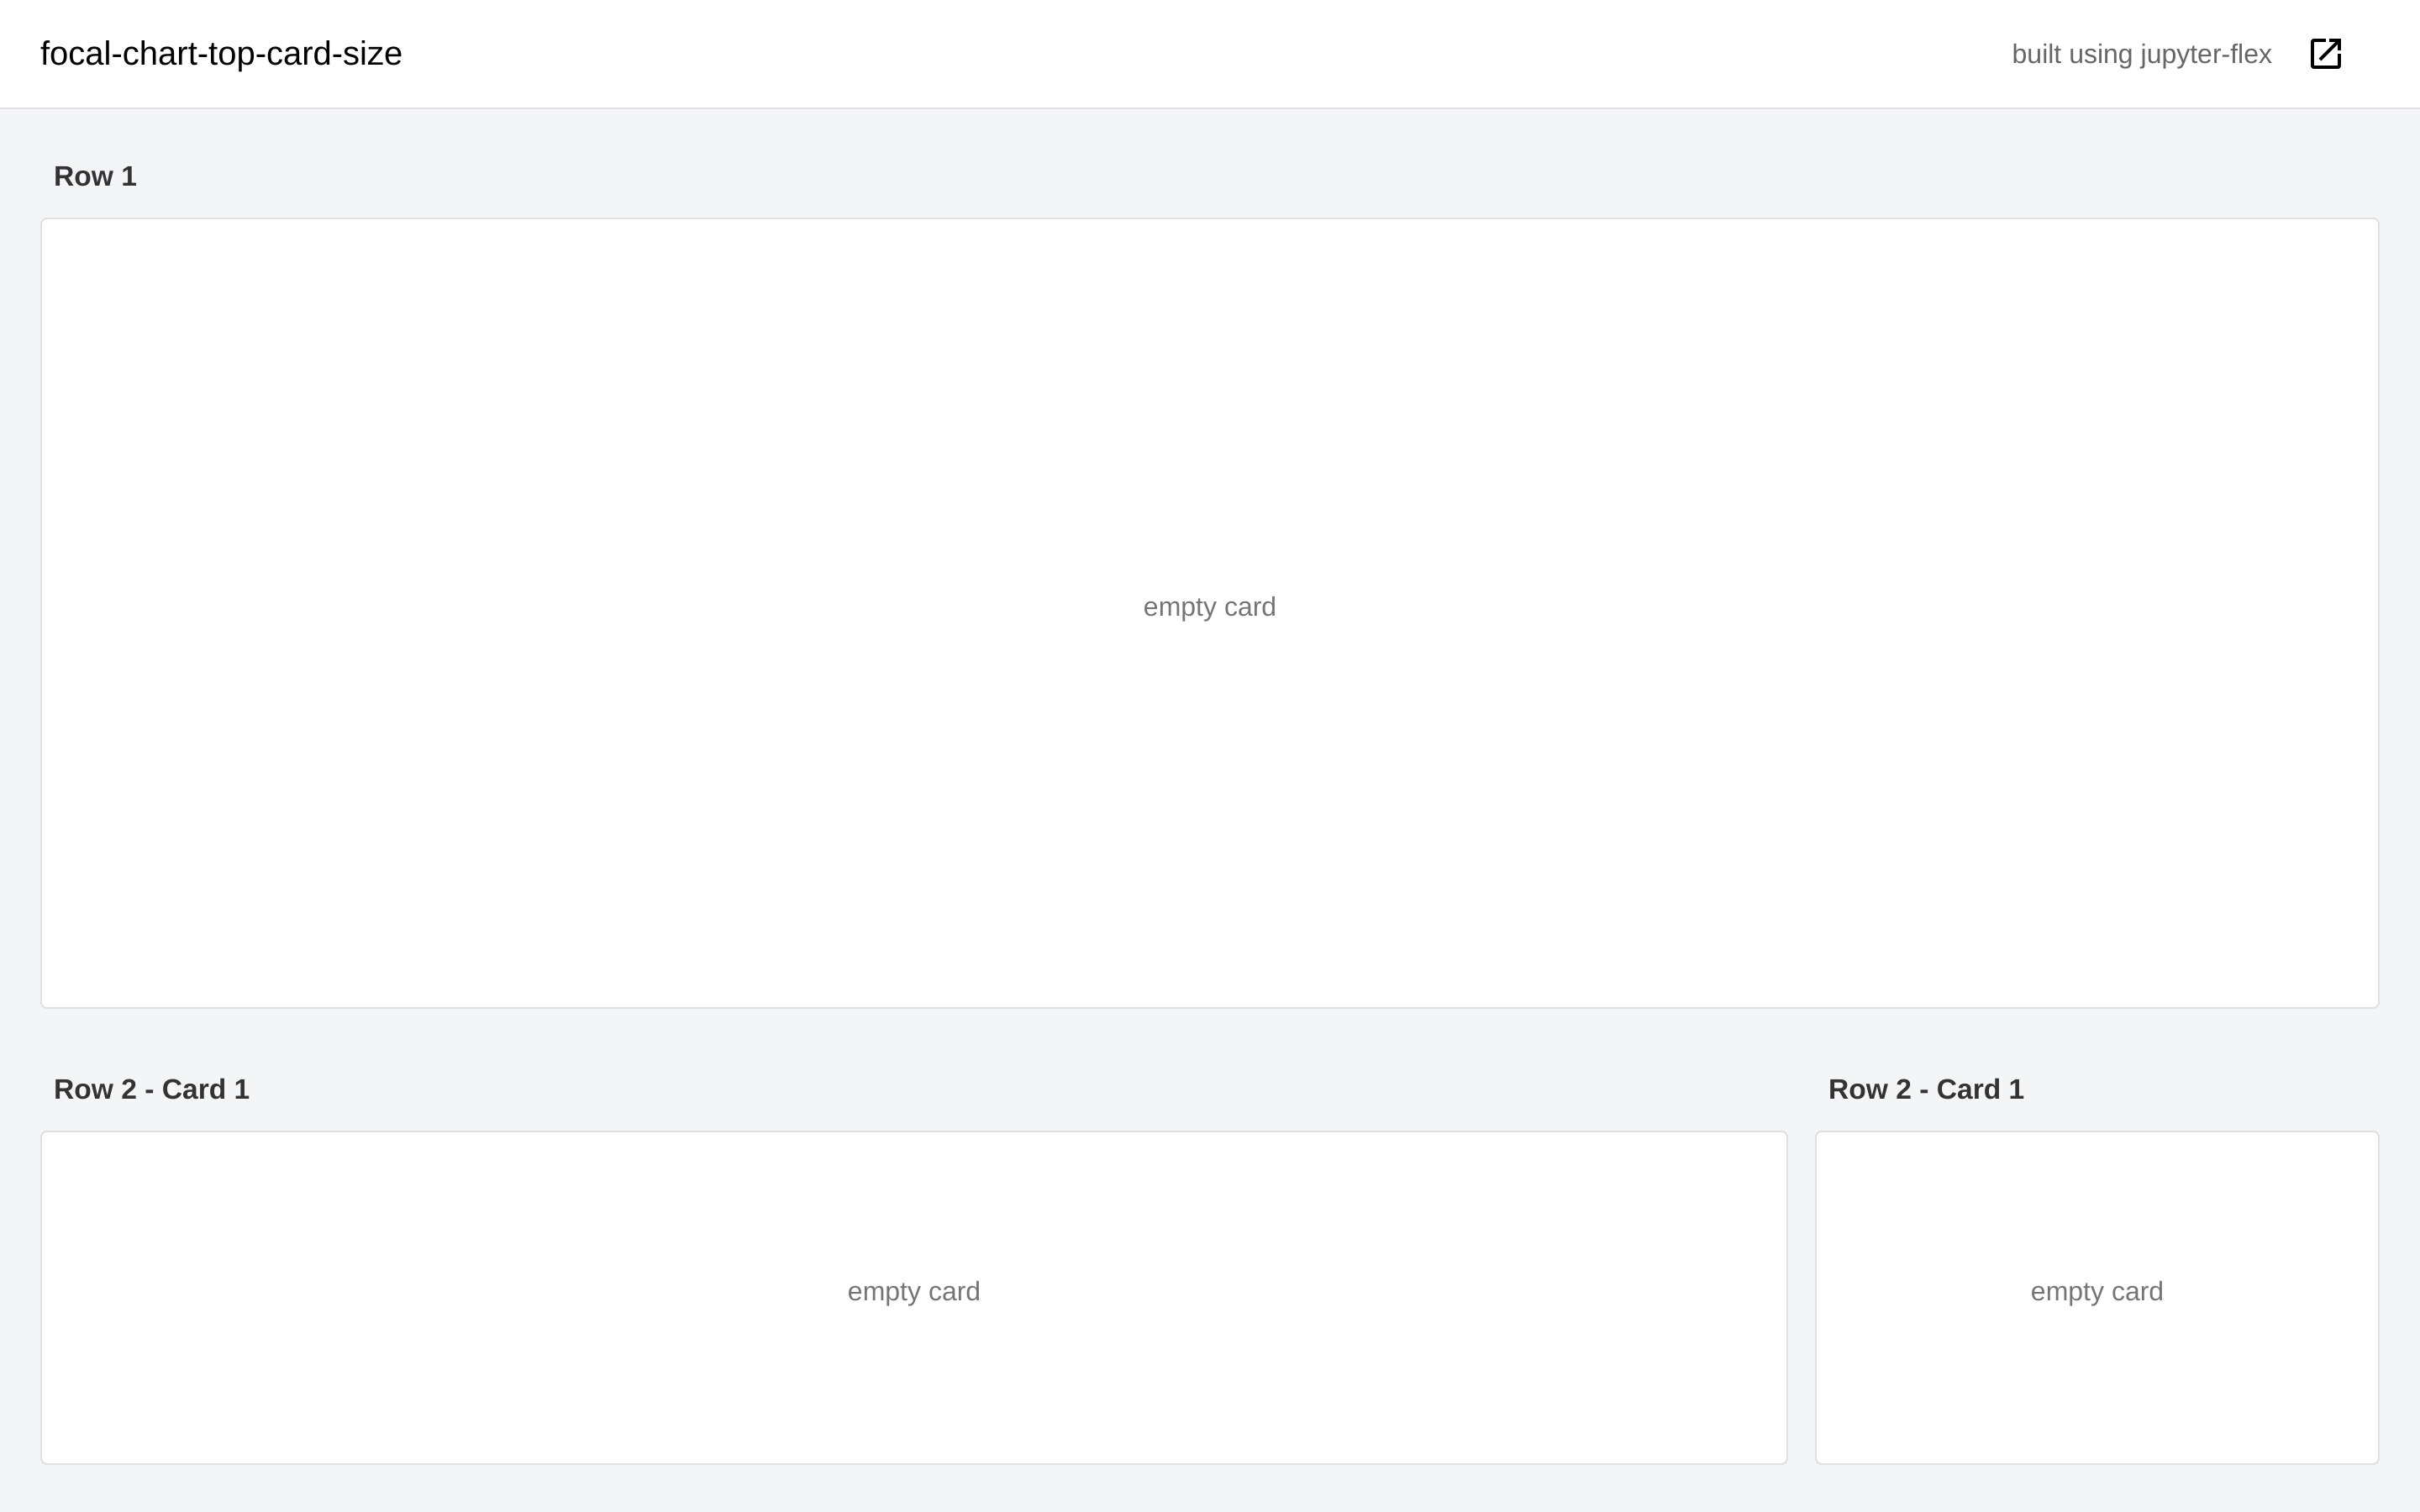 focal-chart-top-card-size
built using jupyter-flex
Row 1
empty card
Row 2 - Card 1
Row 2 - Card 1
empty card
empty card